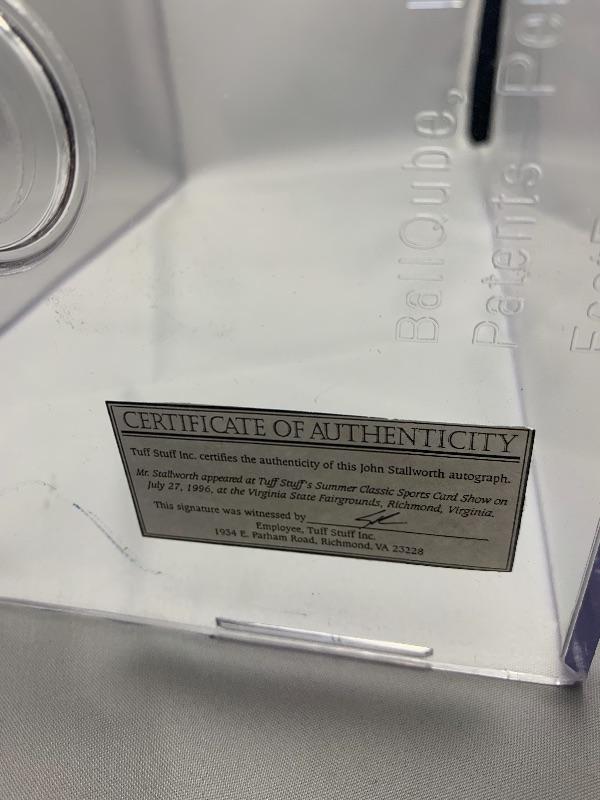 BallQube,
Patents Pe
CERTIFICATE OF AUTHENTICITY
Tuff Stuff Inc. certifies the authenticity of this John Stallworth autograph.
Mr. Stallworth appeared at Tuff Stuff's Summer Classic Sports Card Show on
July 27, 1996, at the Virginia State Fairgrounds, Richmond, Virginia.
This signature was witnessed by
Employee, Tuff Stuff Inc.
1934 E. Parham Road, Richmond, VA 23228